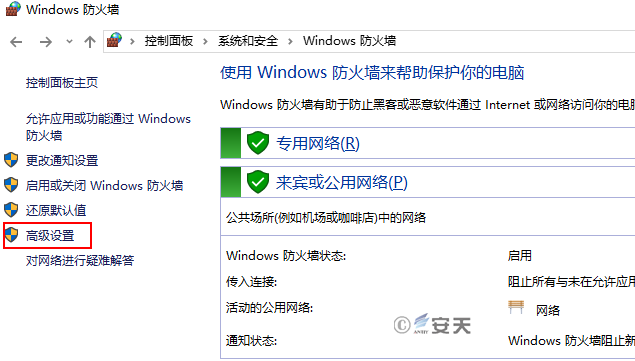 Windows 防火墙
控制面板 › 系统和安全 › Windows 防火墙
控制面板主页
允许应用或功能通过 Windows
防火墙
更改通知设置
启用或关闭 Windows 防火墙
还原默认值
高级设置
对网络进行疑难解答
使用 Windows 防火墙来帮助保护你的电脑
Windows 防火墙有助于防止黑客或恶意软件通过 Internet 或网络访问你的电脑
专用网络(R)
来宾或公用网络(P)
公共场所(例如机场或咖啡店)中的网络
Windows 防火墙状态: 启用
传入连接: 阻止所有与未在允许应用
活动的公用网络: 网络
通知状态: Windows 防火墙阻止新
© ANTIY 安天